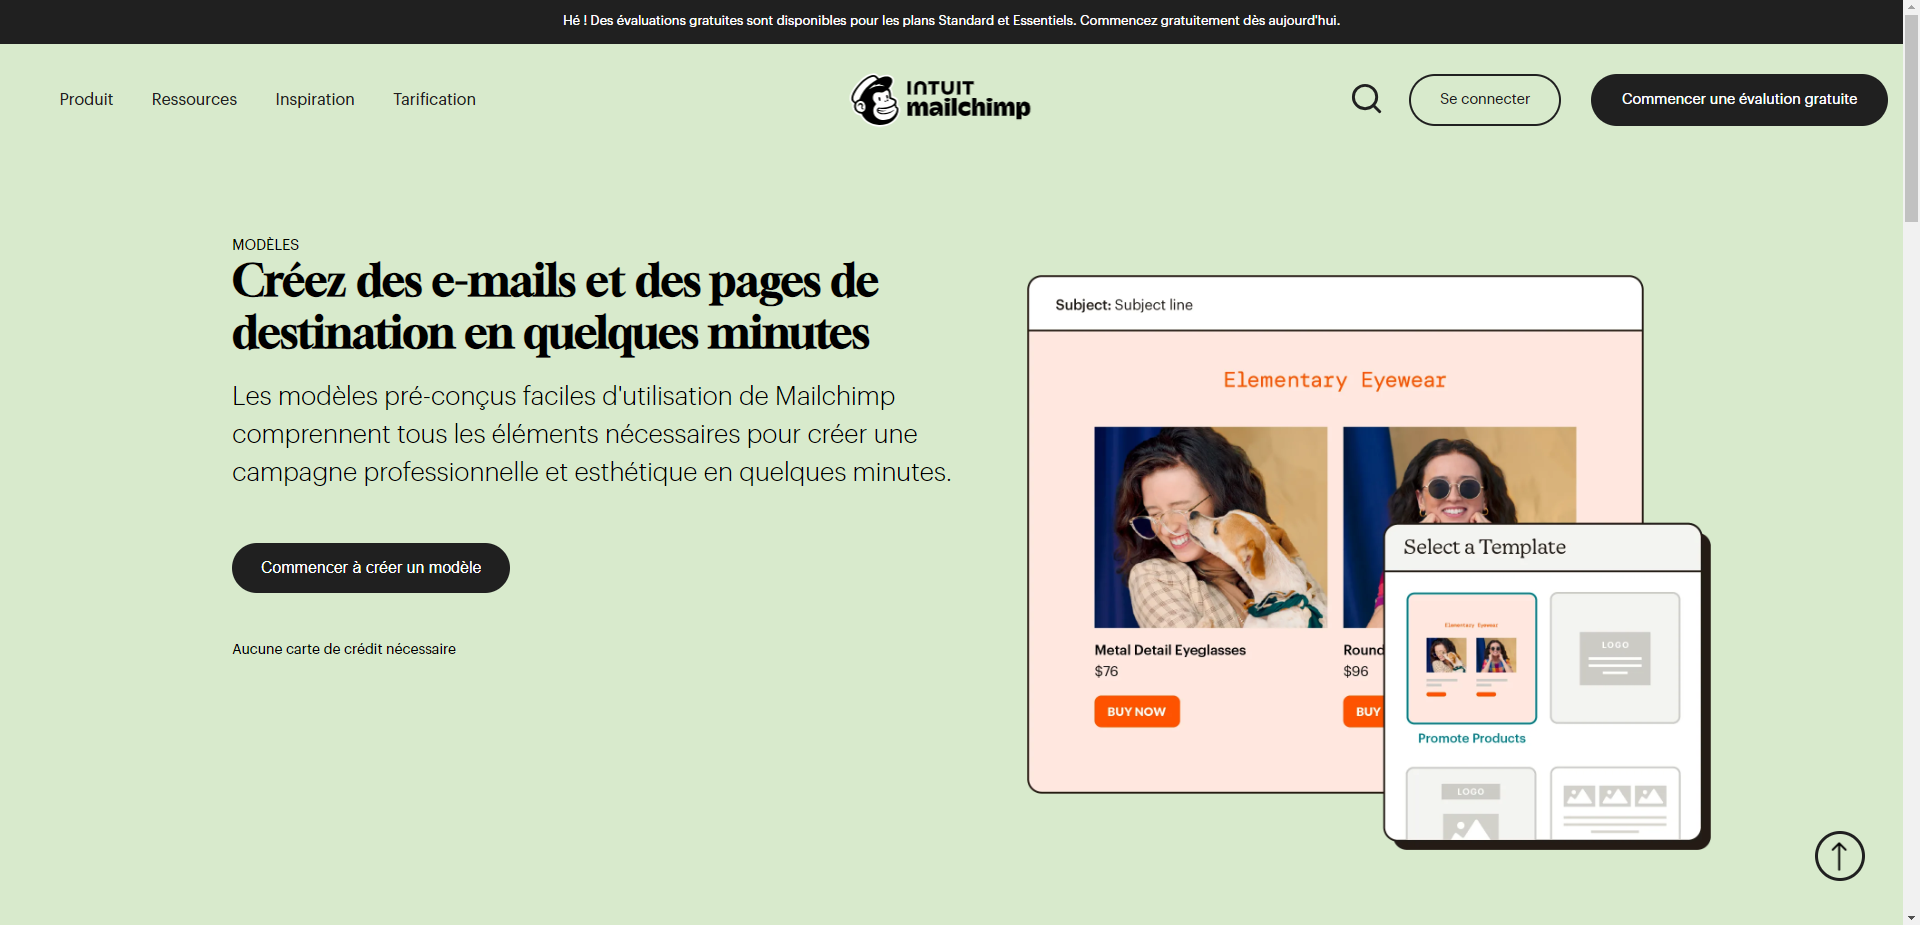 Hé ! Des évaluations gratuites sont disponibles pour les plans Standard et Essentiels. Commencez gratuitement dès aujourd'hui.
Produit
Ressources
Inspiration
Tarification
INTUIT
mailchimp
Se connecter
Commencer une évalution gratuite
MODÈLES
Créez des e-mails et des pages de
destination en quelques minutes
Les modèles pré-conçus faciles d'utilisation de Mailchimp
comprennent tous les éléments nécessaires pour créer une
campagne professionnelle et esthétique en quelques minutes.
Commencer à créer un modèle
Aucune carte de crédit nécessaire
Subject: Subject line
Elementary Eyewear
Metal Detail Eyeglasses
$76
BUY NOW
Round
$96
BUY
Select a Template
Elementary Eyewear
LOGO
Promote Products
LOGO